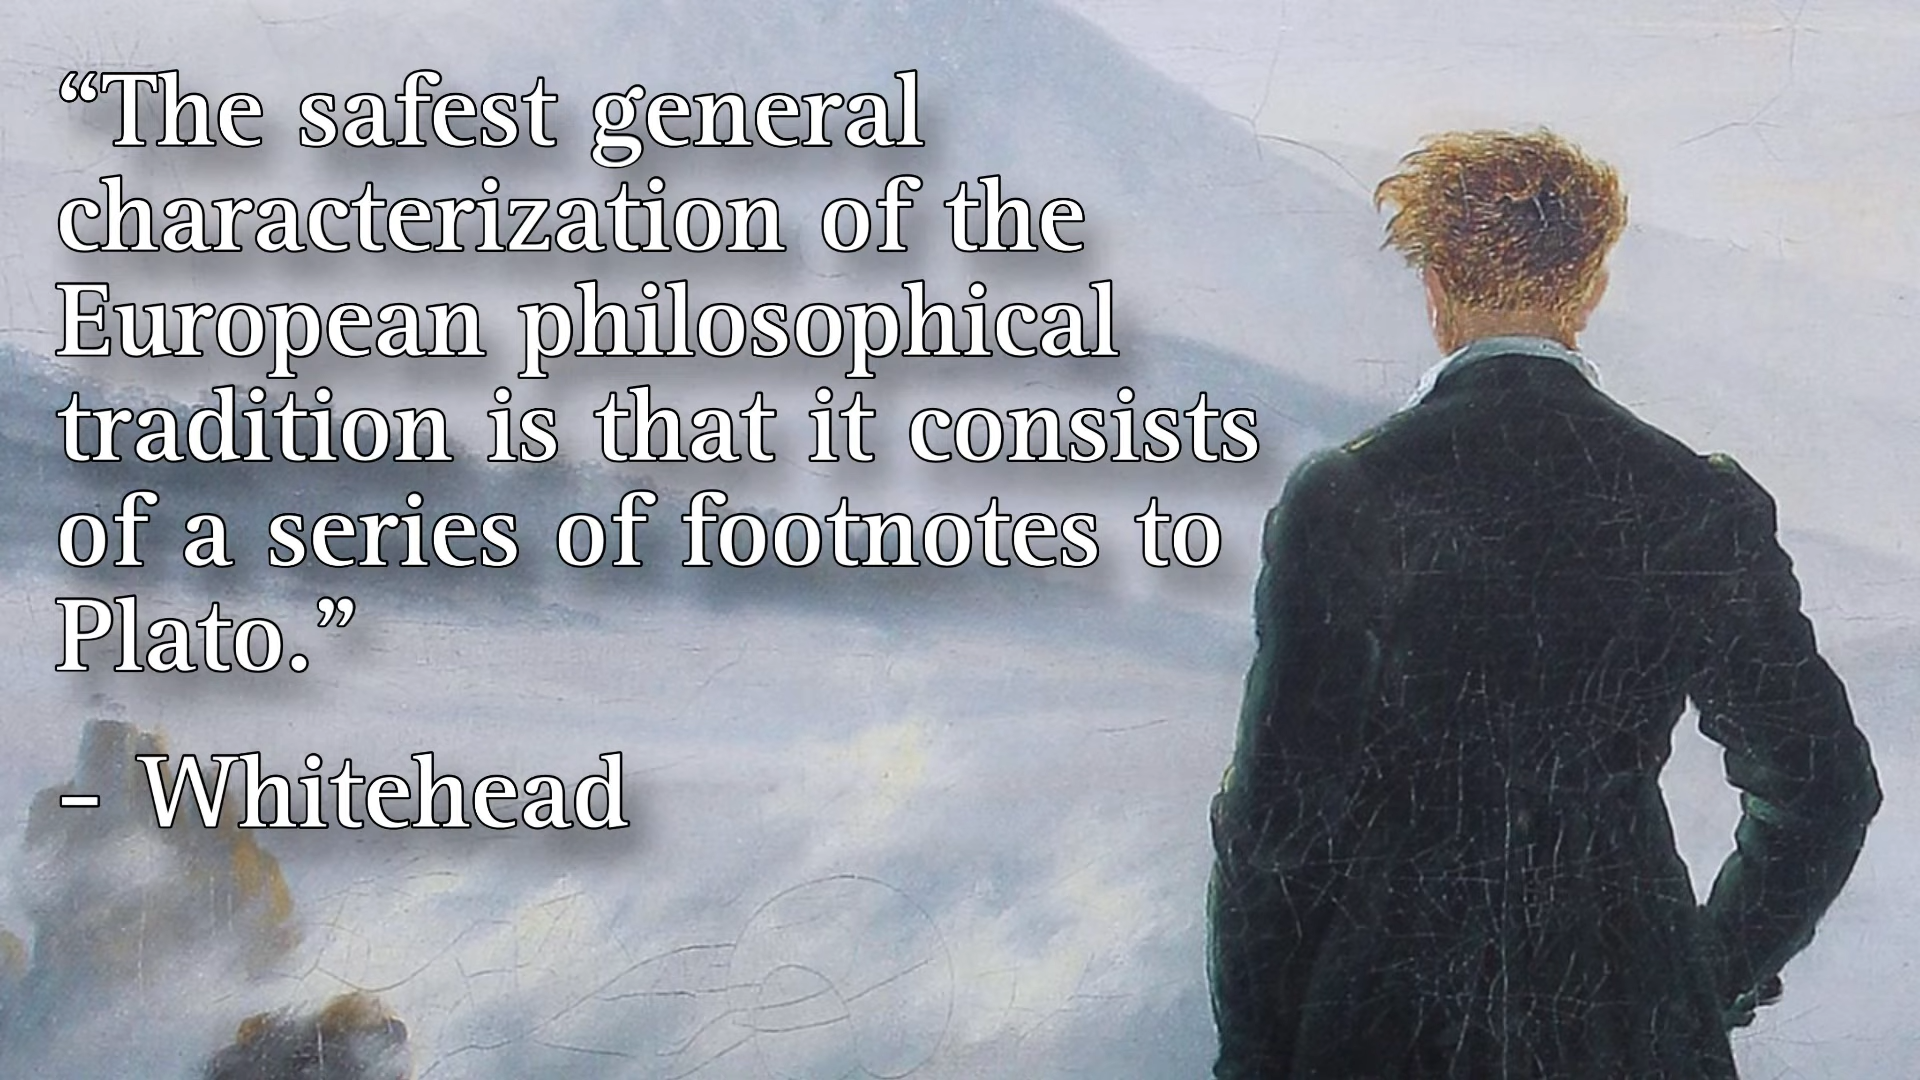 “The safest general
characterization of the
European philosophical
tradition is that it consists
of a series of footnotes to
Plato.”
– Whitehead